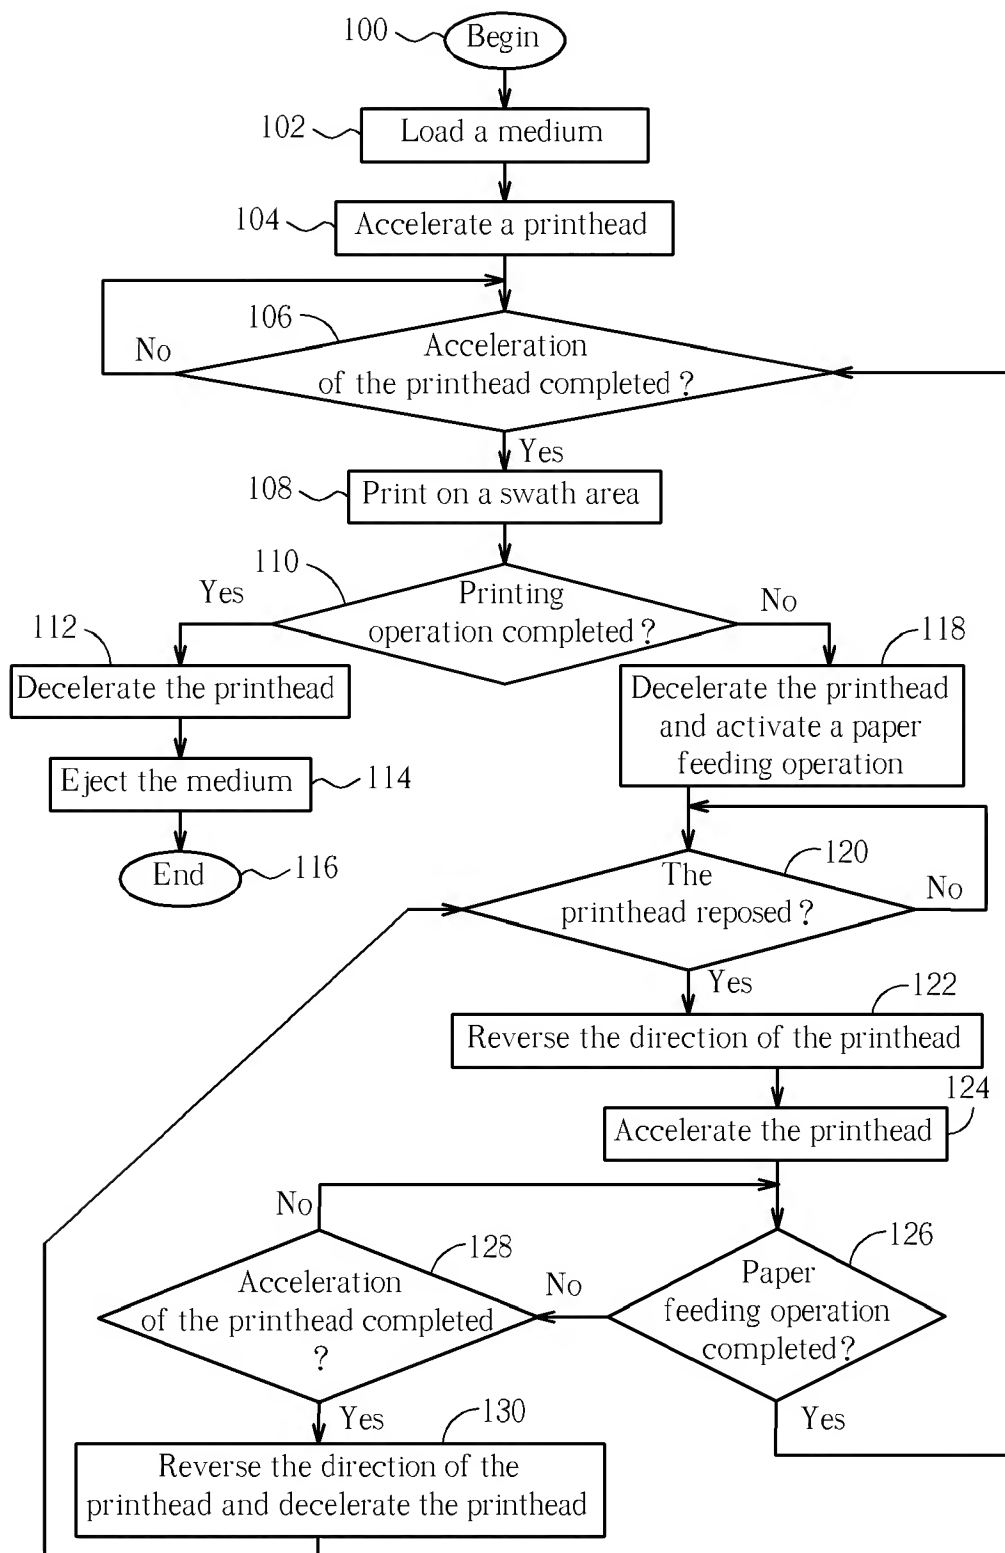 100
Begin
102
Load a medium
104
Accelerate a printhead
106
No
Acceleration
of the printhead completed ?
Yes
108
Print on a swath area
110
Yes
Printing
operation completed ?
No
112
Decelerate the printhead
118
Decelerate the printhead
and activate a paper
feeding operation
Eject the medium
114
End
116
120
The
printhead reposed ?
No
Yes
122
Reverse the direction of the printhead
124
Accelerate the printhead
No
128
Acceleration
of the printhead completed
?
No
126
Paper
feeding operation
completed ?
Yes
130
Yes
Reverse the direction of the
printhead and decelerate the printhead